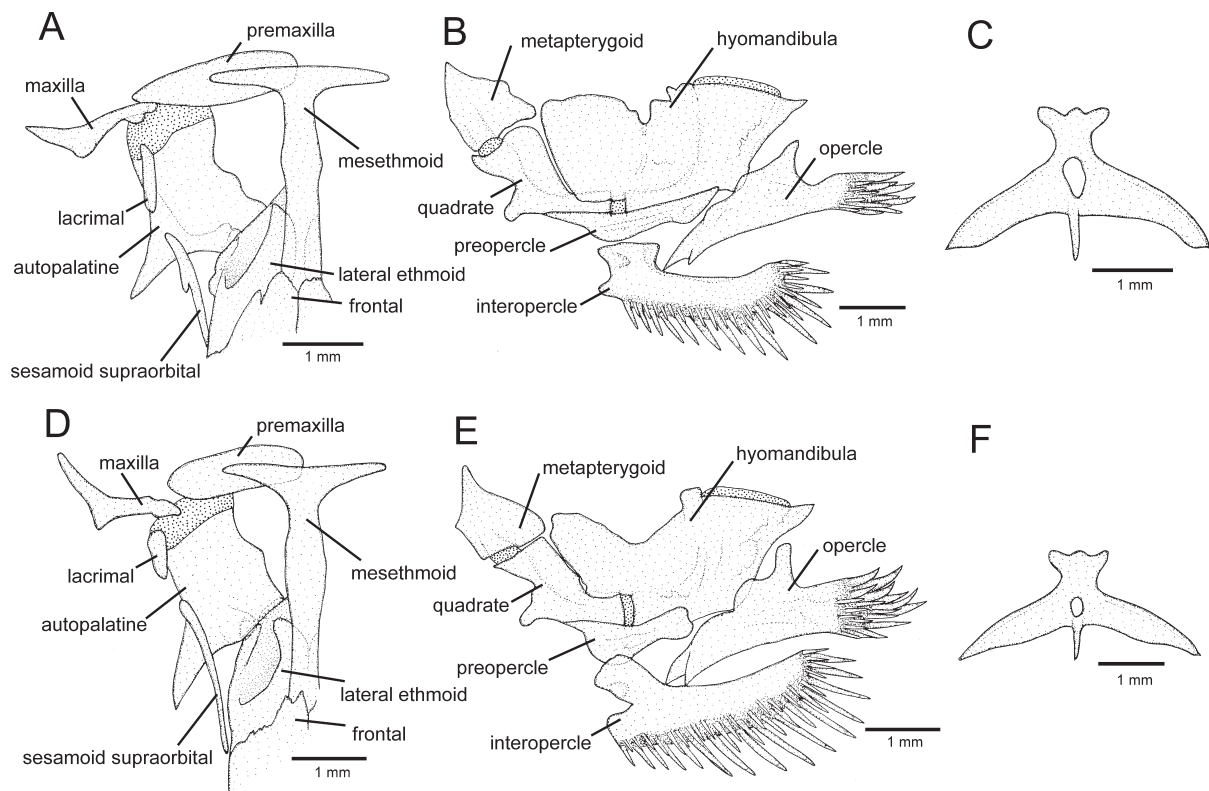 A
premaxilla
maxilla
mesethmoid
lacrimal
autopalatine
lateral ethmoid
frontal
sesamoid supraorbital
1 mm
B
metapterygoid
hyomandibula
opercle
quadrate
preopercle
interopercle
1 mm
C
1 mm
D
premaxilla
maxilla
lacrimal
mesethmoid
autopalatine
lateral ethmoid
frontal
sesamoid supraorbital
1 mm
E
metapterygoid
hyomandibula
opercle
quadrate
preopercle
interopercle
1 mm
F
1 mm